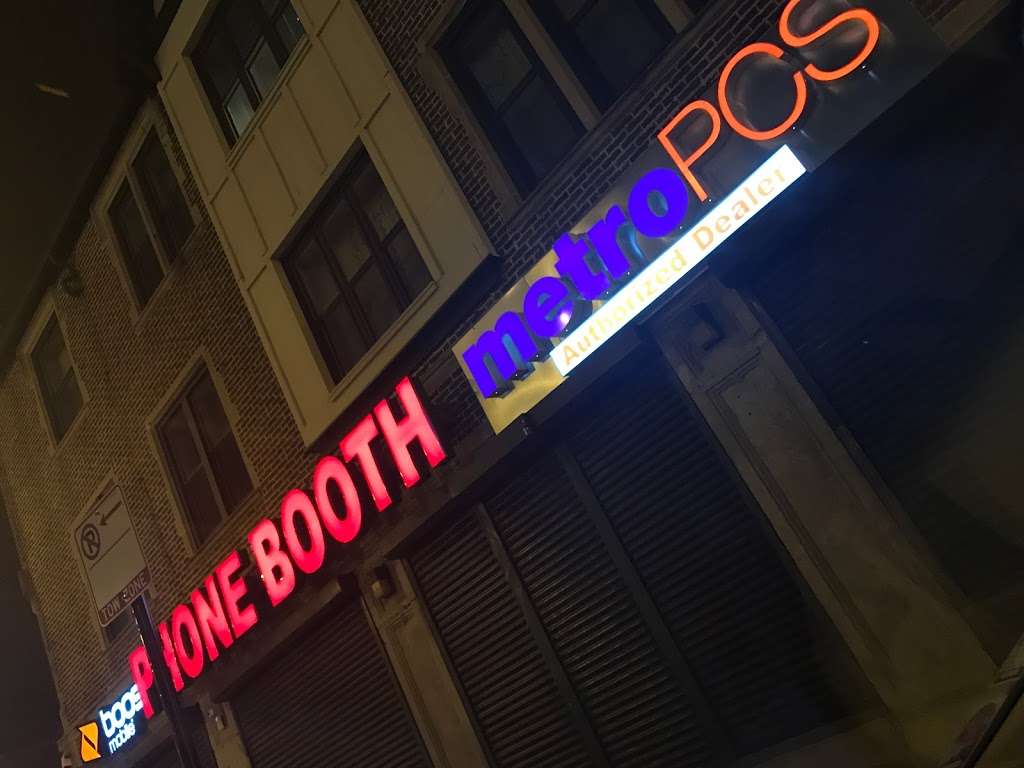 metroPCS
Authorized Dealer
PHONE BOOTH
boost
mobile
TOW ZONE